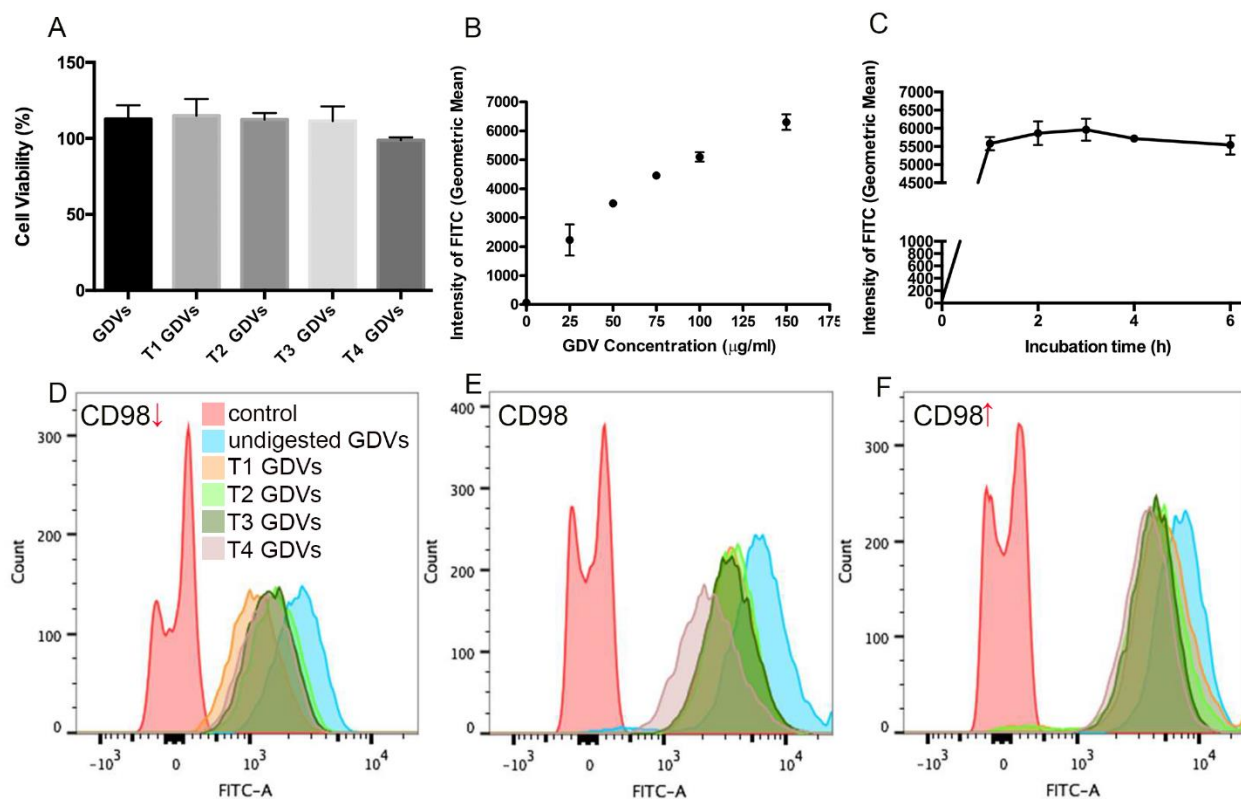 A
Cell Viability (%)
150
100
50
0
GDVs
T1 GDVs
T2 GDVs
T3 GDVs
T4 GDVs
B
Intensity of FITC (Geometric Mean)
7000
6000
5000
4000
3000
2000
1000
0
0 25 50 75 100 125 150 175
GDV Concentration (μg/ml)
C
Intensity of FITC (Geometric Mean)
7000
6500
6000
5500
5000
4500
1000
800
600
400
200
0
0 2 4 6
Incubation time (h)
D
CD98↓
control
undigested GDVs
T1 GDVs
T2 GDVs
T3 GDVs
T4 GDVs
Count
300
200
100
0
-10³ 0 10³ 10⁴
FITC-A
E
CD98
Count
400
300
200
100
0
-10³ 0 10³ 10⁴
FITC-A
F
CD98↑
Count
300
200
100
0
-10³ 0 10³ 10⁴
FITC-A